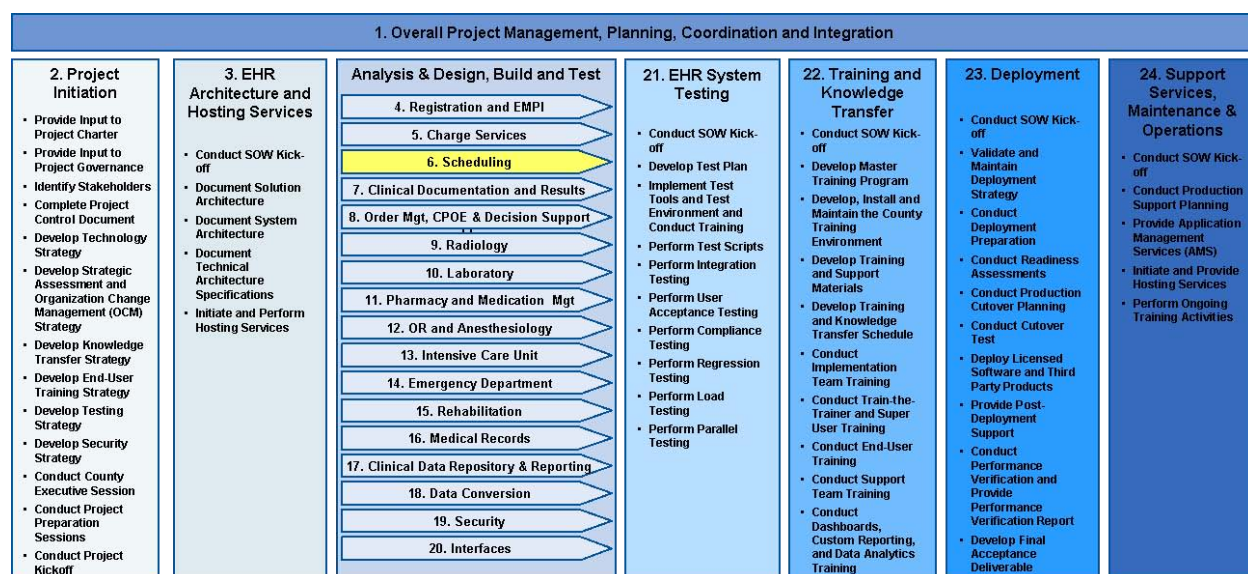 1. Overall Project Management, Planning, Coordination and Integration
2. Project
Initiation
▪ Provide Input to
Project Charter
▪ Provide Input to
Project Governance
▪ Identify Stakeholders
▪ Complete Project
Control Document
▪ Develop Technology
Strategy
▪ Develop Strategic
Assessment and
Organization Change
Management (OCM)
Strategy
▪ Develop Knowledge
Transfer Strategy
▪ Develop End-User
Training Strategy
▪ Develop Testing
Strategy
▪ Develop Security
Strategy
▪ Conduct County
Executive Session
▪ Conduct Project
Preparation
Sessions
▪ Conduct Project
Kickoff
3. EHR
Architecture and
Hosting Services
▪ Conduct SOW Kick-
off
▪ Document Solution
Architecture
▪ Document System
Architecture
▪ Document
Technical
Architecture
Specifications
▪ Initiate and Perform
Hosting Services
Analysis & Design, Build and Test
4. Registration and EMPI
5. Charge Services
6. Scheduling
7. Clinical Documentation and Results
8. Order Mgt, CPOE & Decision Support
9. Radiology
10. Laboratory
11. Pharmacy and Medication Mgt
12. OR and Anesthesiology
13. Intensive Care Unit
14. Emergency Department
15. Rehabilitation
16. Medical Records
17. Clinical Data Repository & Reporting
18. Data Conversion
19. Security
20. Interfaces
21. EHR System
Testing
▪ Conduct SOW Kick-
off
▪ Develop Test Plan
▪ Implement Test
Tools and Test
Environment and
Conduct Training
▪ Perform Test Scripts
▪ Perform Integration
Testing
▪ Perform User
Acceptance Testing
▪ Perform Compliance
Testing
▪ Perform Regression
Testing
▪ Perform Load
Testing
▪ Perform Parallel
Testing
22. Training and
Knowledge
Transfer
▪ Conduct SOW Kick-
off
▪ Develop Master
Training Program
▪ Develop, Install and
Maintain the County
Training
Environment
▪ Develop Training
and Support
Materials
▪ Develop Training
and Knowledge
Transfer Schedule
▪ Conduct
Implementation
Team Training
▪ Conduct Train-the-
Trainer and Super
User Training
▪ Conduct End-User
Training
▪ Conduct Support
Team Training
▪ Conduct
Dashboards,
Custom Reporting,
and Data Analytics
Training
23. Deployment
▪ Conduct SOW Kick-
off
▪ Validate and
Maintain
Deployment
Strategy
▪ Conduct
Deployment
Preparation
▪ Conduct Readiness
Assessments
▪ Conduct Production
Cutover Planning
▪ Conduct Cutover
Test
▪ Deploy Licensed
Software and Third
Party Products
▪ Provide Post-
Deployment
Support
▪ Conduct
Performance
Verification and
Provide
Performance
Verification Report
▪ Develop Final
Acceptance
Deliverable
24. Support
Services,
Maintenance &
Operations
▪ Conduct SOW Kick-
off
▪ Conduct Production
Support Planning
▪ Provide Application
Management
Services (AMS)
▪ Initiate and Provide
Hosting Services
▪ Perform Ongoing
Training Activities